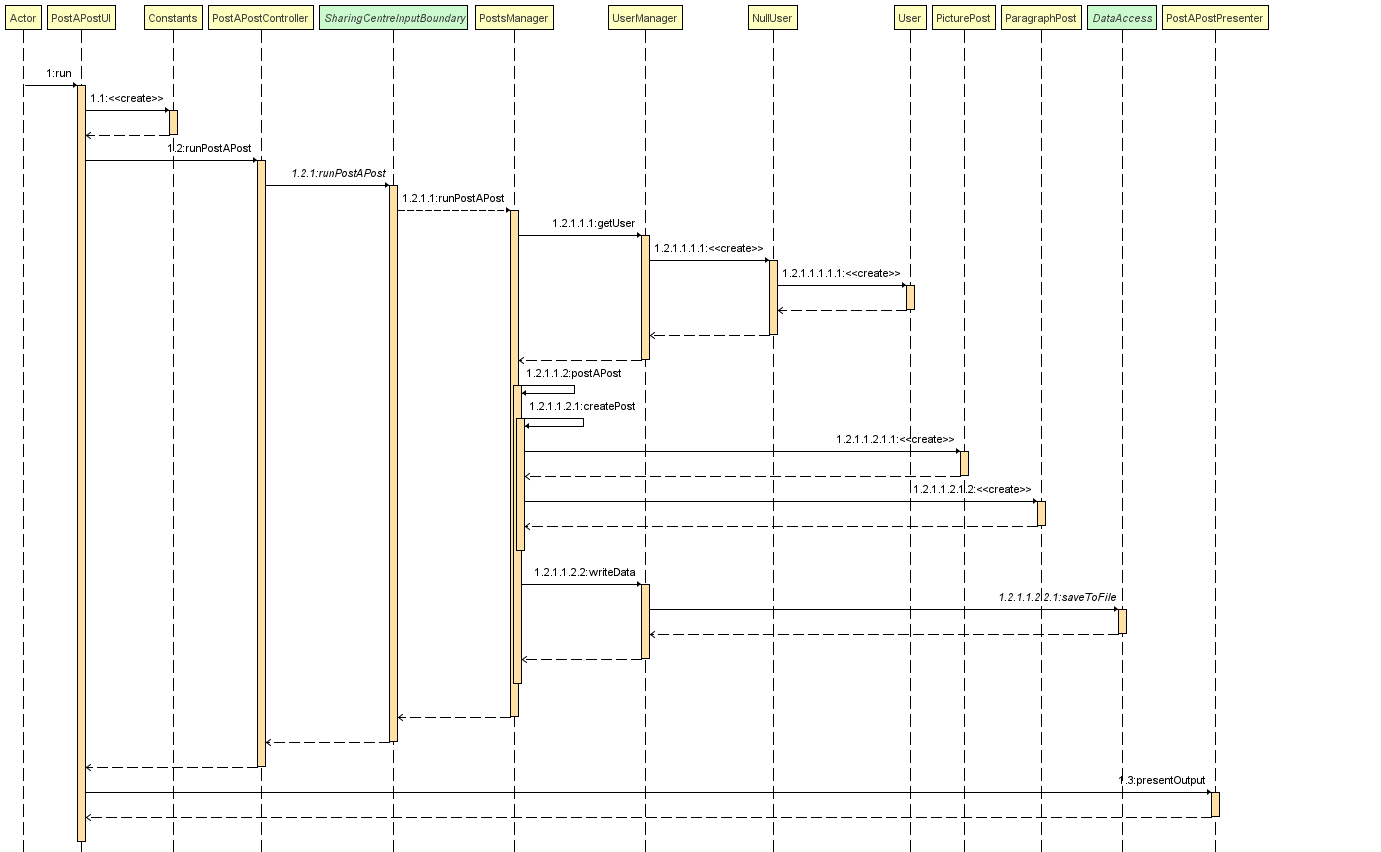 Actor PostAPostUI Constants PostAPostController SharingCentreInputBoundary PostsManager UserManager NullUser User PicturePost ParagraphPost DataAccess PostAPostPresenter
1:run
1.1:<<create>>
1.2:runPostAPost
1.2.1:runPostAPost
1.2.1.1:runPostAPost
1.2.1.1.1:getUser
1.2.1.1.1.1:<<create>>
1.2.1.1.1.1.1:<<create>>
1.2.1.1.2:postAPost
1.2.1.1.2.1:createPost
1.2.1.1.2.1.1:<<create>>
1.2.1.1.2.1.2:<<create>>
1.2.1.1.2.2:writeData
1.2.1.1.2.2.1:saveToFile
1.3:presentOutput